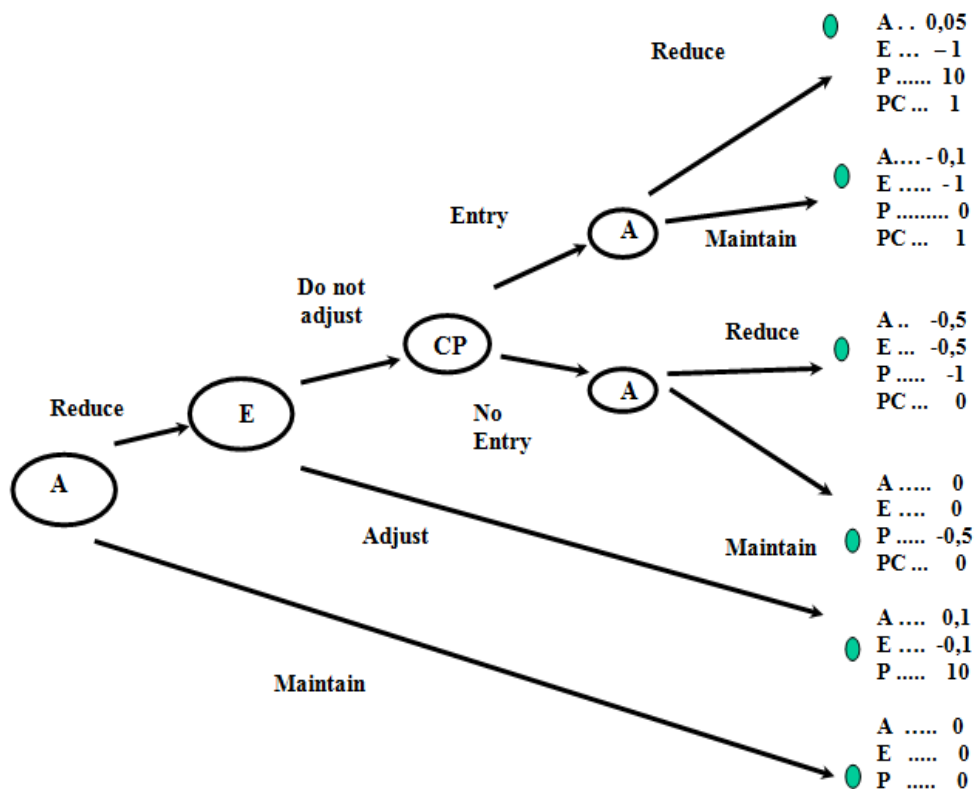 Reduce
A . . 0,05
E ... – 1
P ...... 10
PC ... 1
Entry
A
Maintain
A.... - 0,1
E ..... - 1
P ......... 0
PC ... 1
Do not
adjust
CP
Reduce
A .. -0,5
E ... -0,5
P ..... -1
PC ... 0
Reduce
E
No
Entry
A
A
Adjust
Maintain
A ..... 0
E .... 0
P ..... -0,5
PC ... 0
Maintain
A .... 0,1
E .... -0,1
P ..... 10
A ..... 0
E ..... 0
P ..... 0